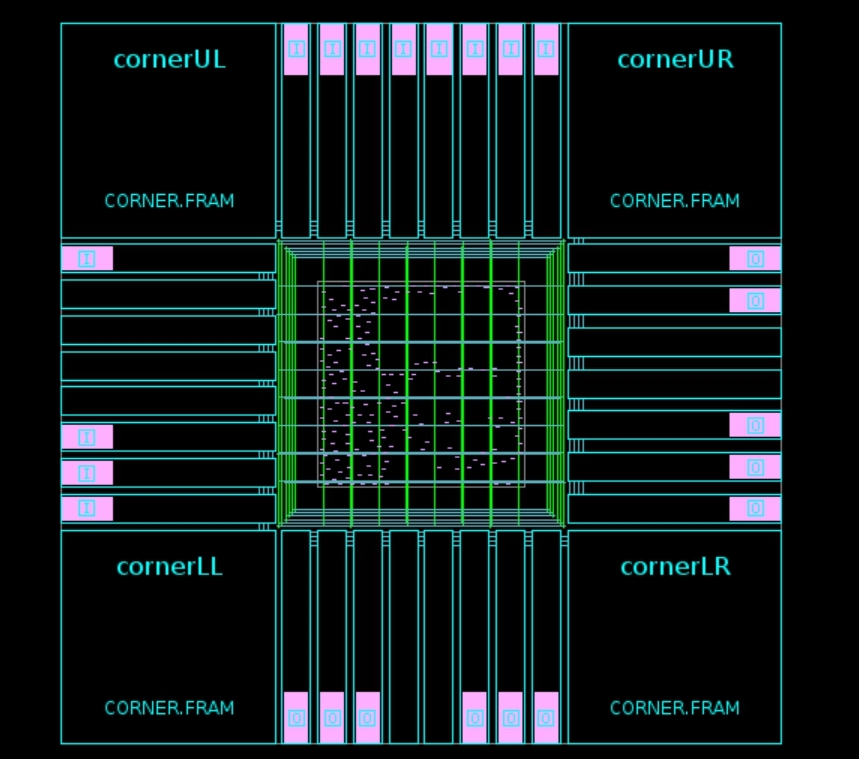 cornerUL
cornerUR
I I I I I I I I
CORNER.FRAM
CORNER.FRAM
I
O
O
I
O
I
O
I
O
cornerLL
cornerLR
CORNER.FRAM
CORNER.FRAM
O O O O O O